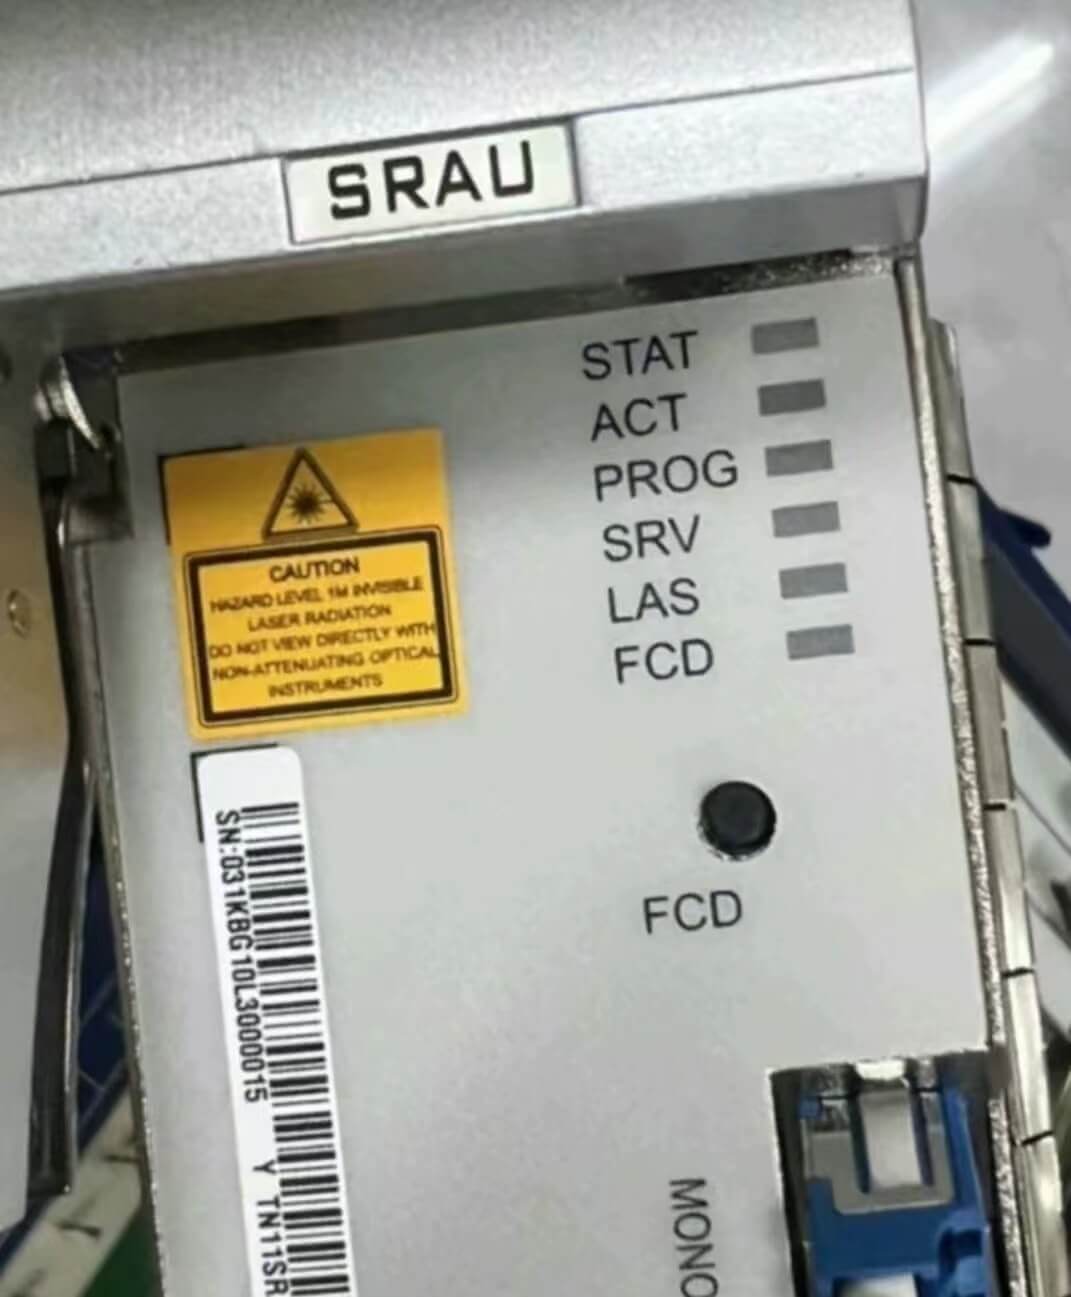 SRAU
STAT
ACT
PROG
SRV
LAS
FCD
CAUTION
HAZARD LEVEL 1M INVISIBLE
LASER RADIATION
DO NOT VIEW DIRECTLY WITH
NON-ATTENUATING OPTICAL
INSTRUMENTS
FCD
SN:031KBG10L3000015 Y TN11SR
MONO